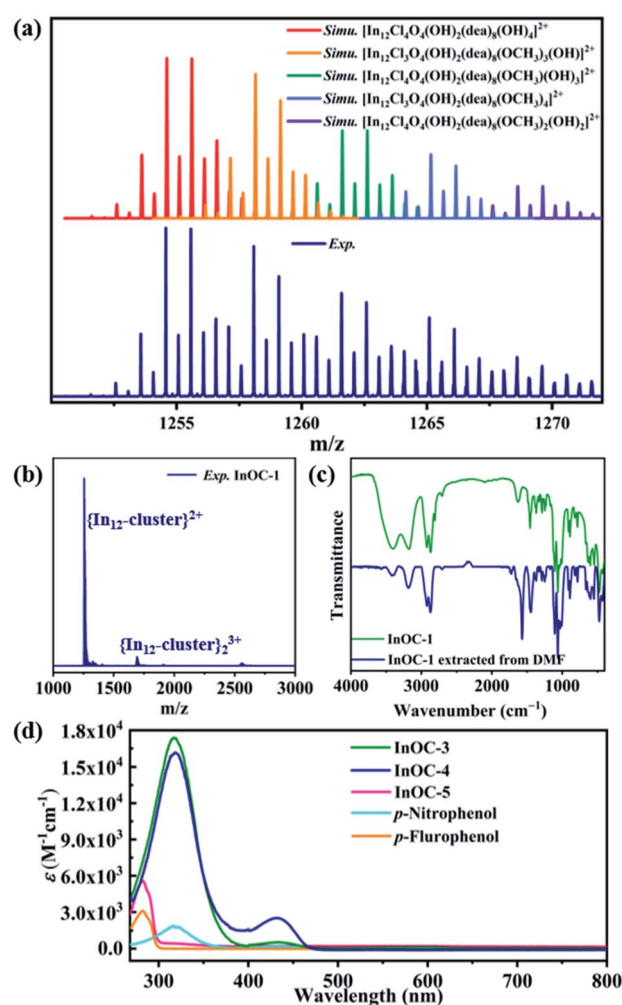 (a)
Simu. [In₁₂Cl₄O₄(OH)₂(dea)₈(OH)₄]²⁺
Simu. [In₁₂Cl₃O₄(OH)₂(dea)₈(OCH₃)₃(OH)]²⁺
Simu. [In₁₂Cl₄O₄(OH)₂(dea)₈(OCH₃)(OH)₃]²⁺
Simu. [In₁₂Cl₃O₄(OH)₂(dea)₈(OCH₃)₄]²⁺
Simu. [In₁₂Cl₄O₄(OH)₂(dea)₈(OCH₃)₂(OH)₂]²⁺
Exp.
1255 1260 1265 1270
m/z
(b)
Exp. InOC-1
{In₁₂-cluster}²⁺
{In₁₂-cluster}₂³⁺
1000 1500 2000 2500 3000
m/z
(c)
Transmittance
InOC-1
InOC-1 extracted from DMF
4000 3000 2000 1000
Wavenumber (cm⁻¹)
(d)
ε (M⁻¹cm⁻¹)
1.8x10⁴
1.5x10⁴
1.2x10⁴
9.0x10³
6.0x10³
3.0x10³
0.0
InOC-3
InOC-4
InOC-5
p-Nitrophenol
p-Flurophenol
300 400 500 600 700 800
Wavelength (nm)